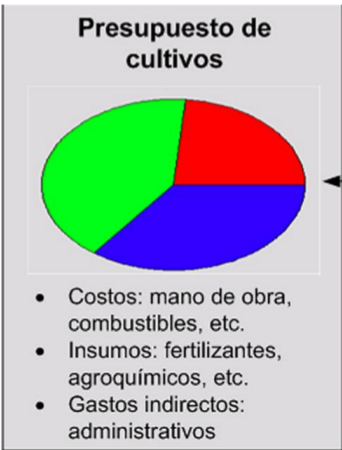 Presupuesto de
cultivos
• Costos: mano de obra,
combustibles, etc.
• Insumos: fertilizantes,
agroquímicos, etc.
• Gastos indirectos:
administrativos